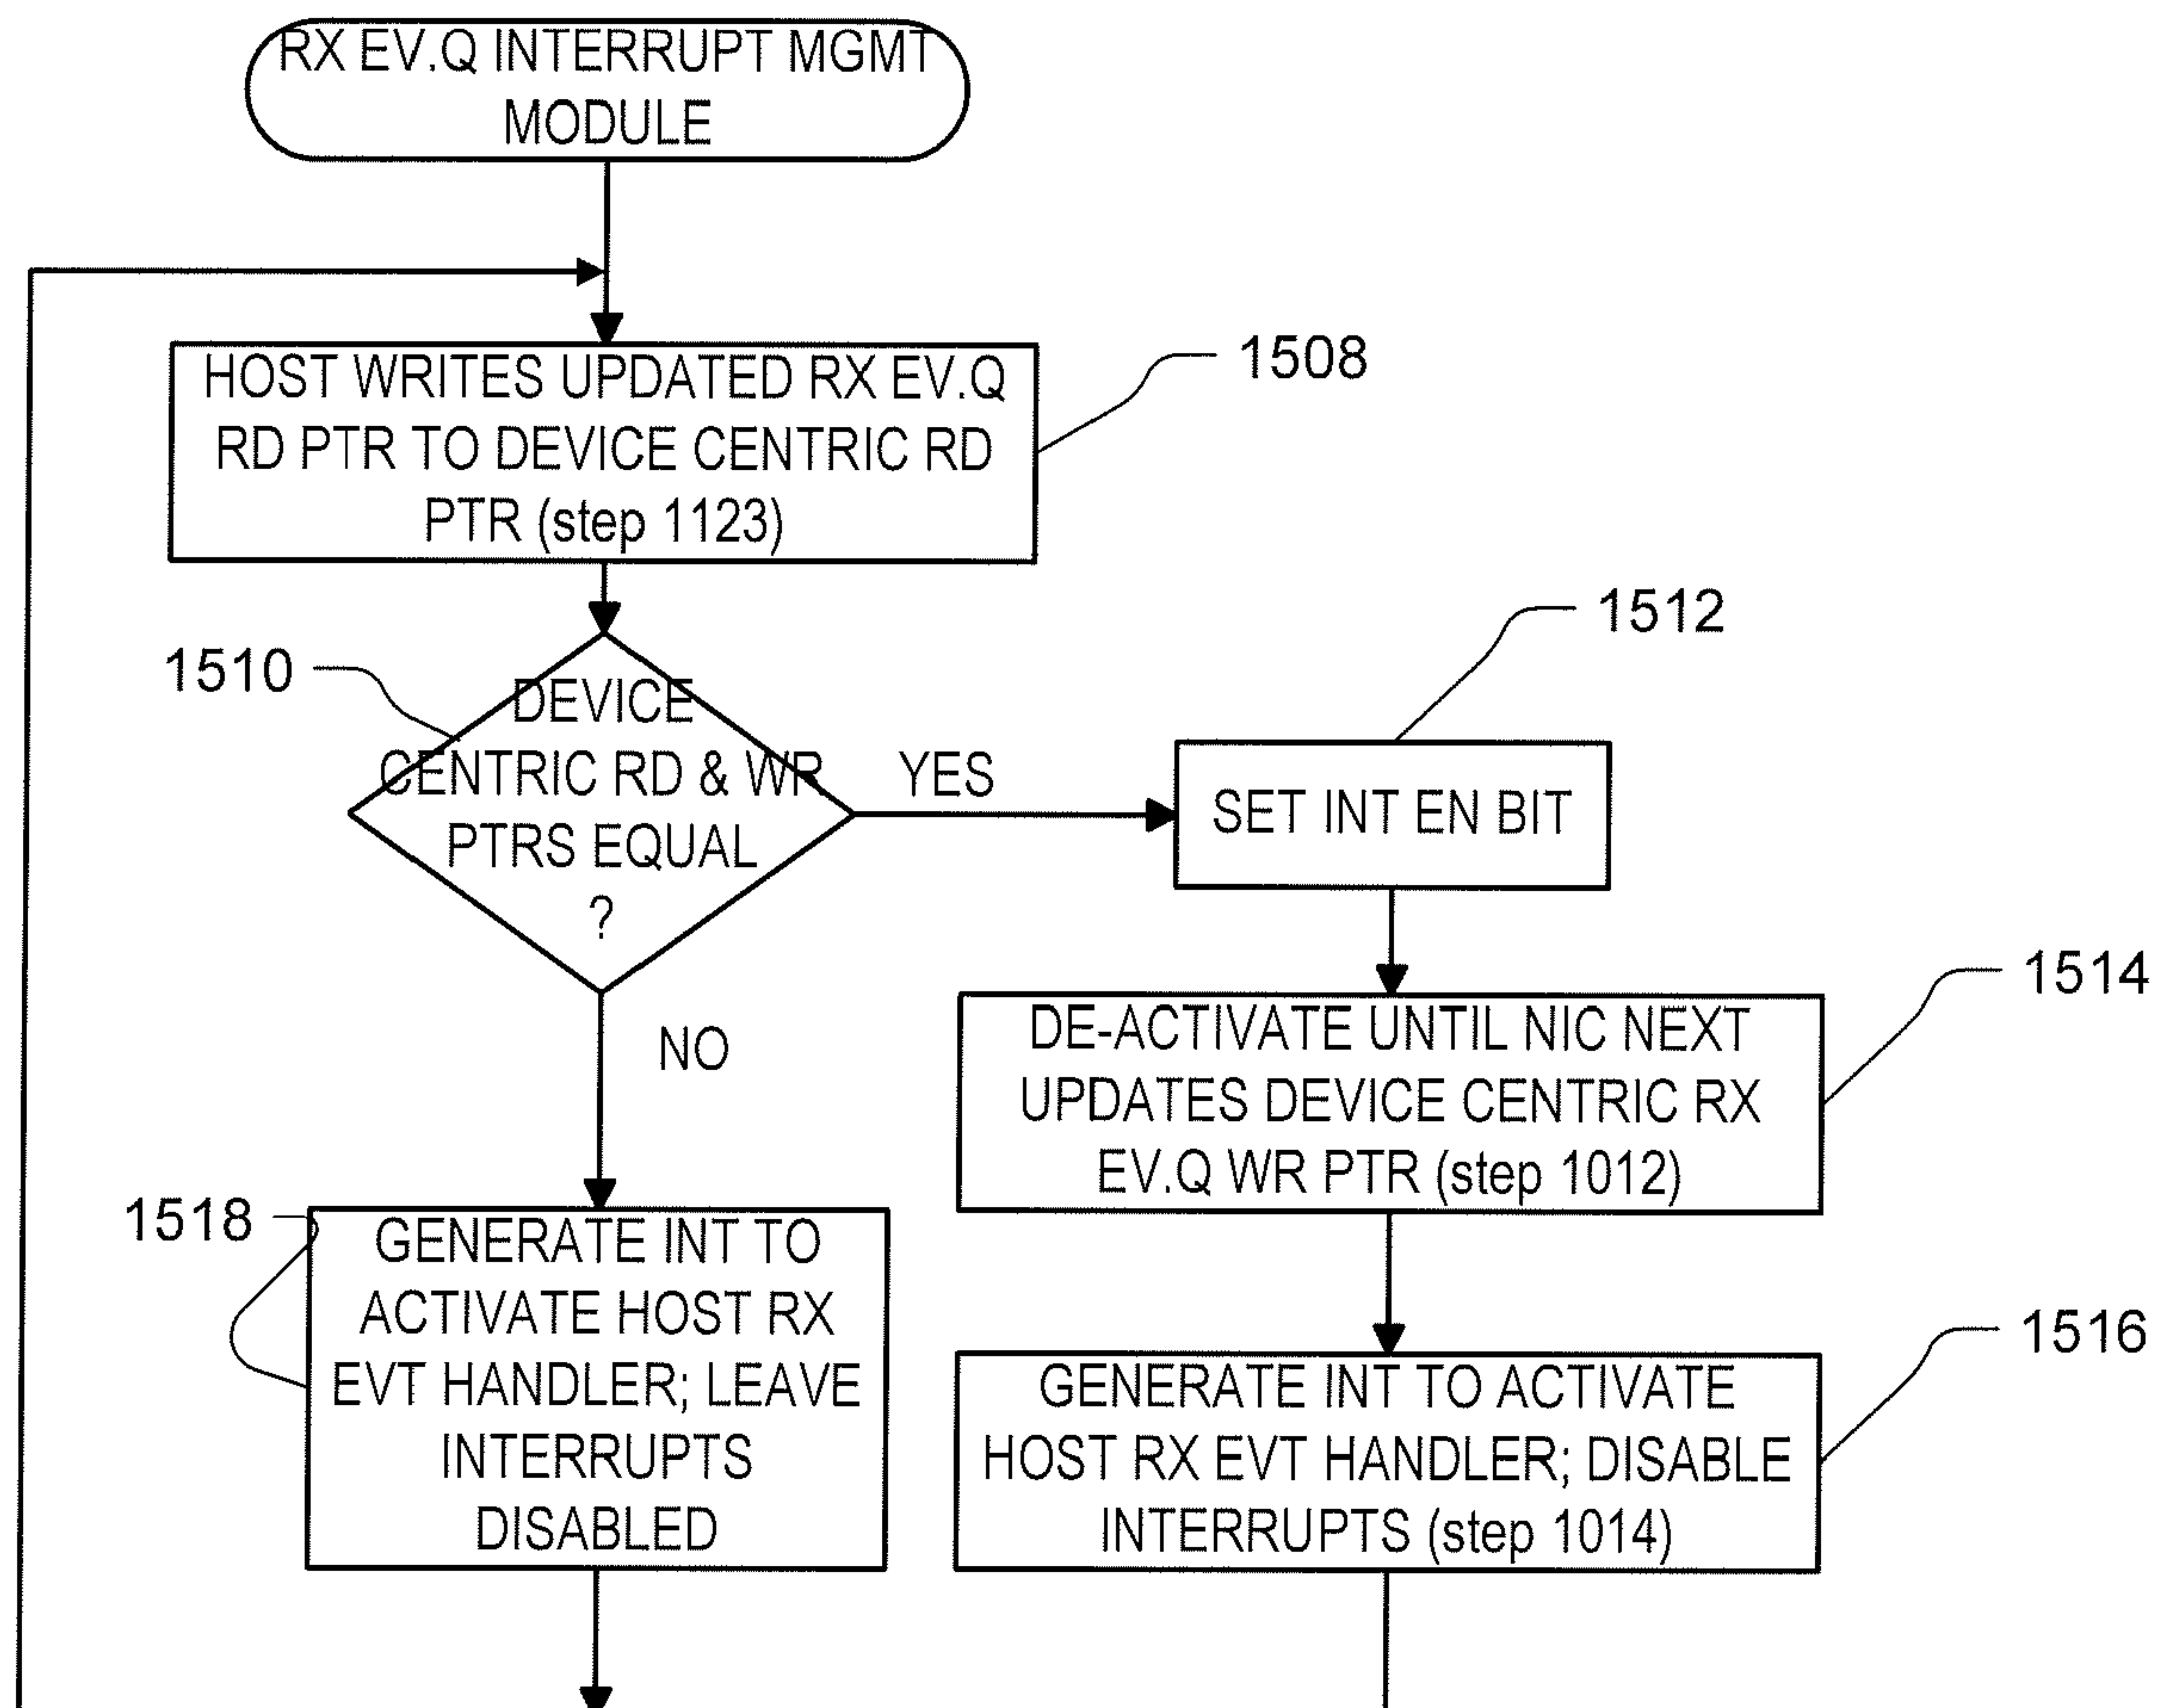 RX EV.Q INTERRUPT MGMT
MODULE
HOST WRITES UPDATED RX EV.Q
RD PTR TO DEVICE CENTRIC RD
PTR (step 1123)
1508
1510
DEVICE
CENTRIC RD & WR
PTRS EQUAL
?
YES
NO
1512
SET INT EN BIT
1514
DE-ACTIVATE UNTIL NIC NEXT
UPDATES DEVICE CENTRIC RX
EV.Q WR PTR (step 1012)
1518
GENERATE INT TO
ACTIVATE HOST RX
EVT HANDLER; LEAVE
INTERRUPTS
DISABLED
1516
GENERATE INT TO ACTIVATE
HOST RX EVT HANDLER; DISABLE
INTERRUPTS (step 1014)